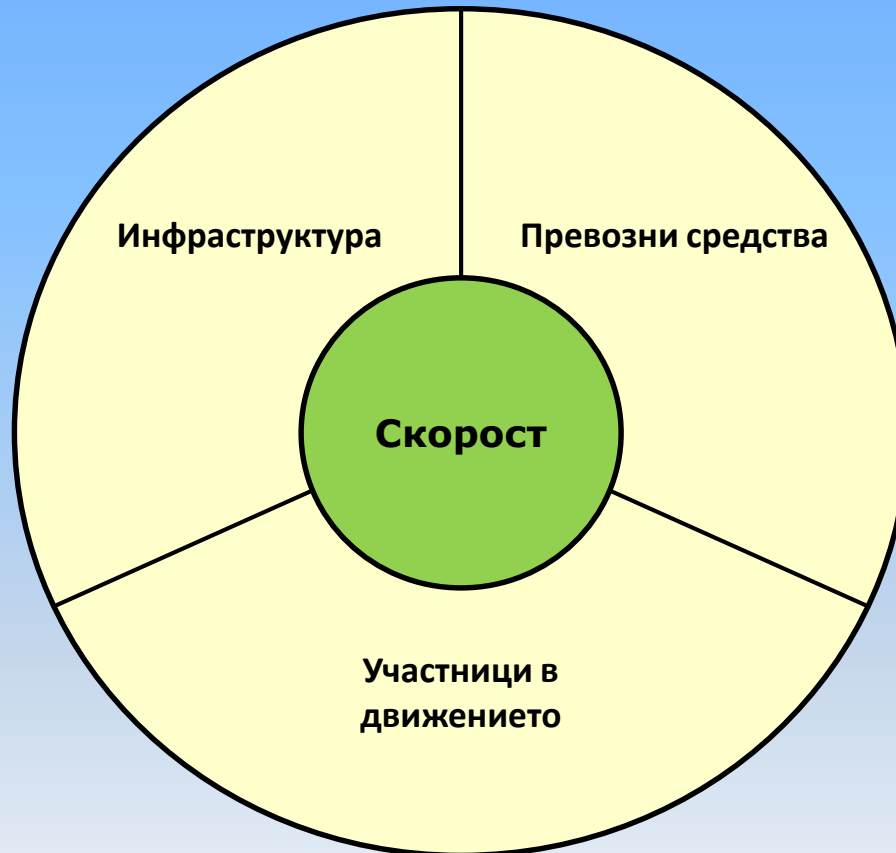 Инфраструктура
Превозни средства
Скорост
Участници в
движението